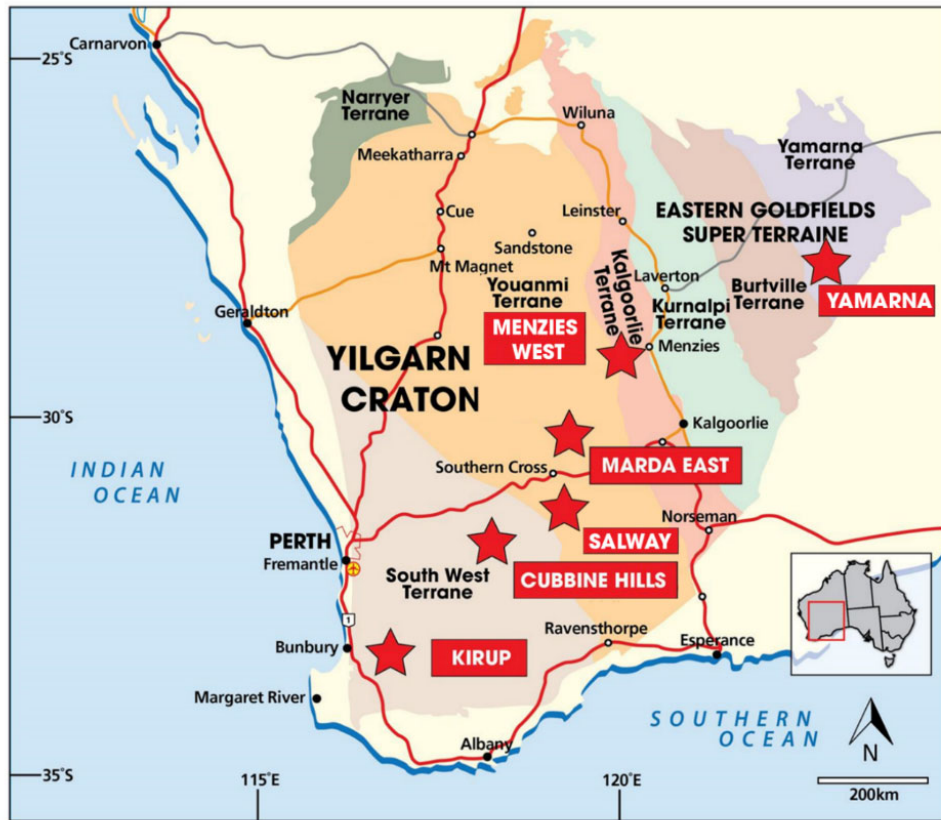 Carnarvon
25°S
Narryer
Terrane
Wiluna
Meekatharra
Yamarna
Terrane
Cue
Leinster
EASTERN GOLDFIELDS
SUPER TERRAINE
Sandstone
Mt Magnet
Kalgoorlie
Terrane
Laverton
Youanmi
Terrane
Burtville
Terrane
YAMARNA
Geraldton
Kurnalpi
Terrane
MENZIES
WEST
Menzies
YILGARN
CRATON
30°S
Kalgoorlie
INDIAN
OCEAN
Southern Cross
MARDA EAST
Norseman
PERTH
Fremantle
SALWAY
South West
Terrane
CUBBINE HILLS
1
Ravensthorpe
Esperance
Bunbury
KIRUP
Margaret River
SOUTHERN
OCEAN
Albany
N
35°S
115°E
120°E
200km